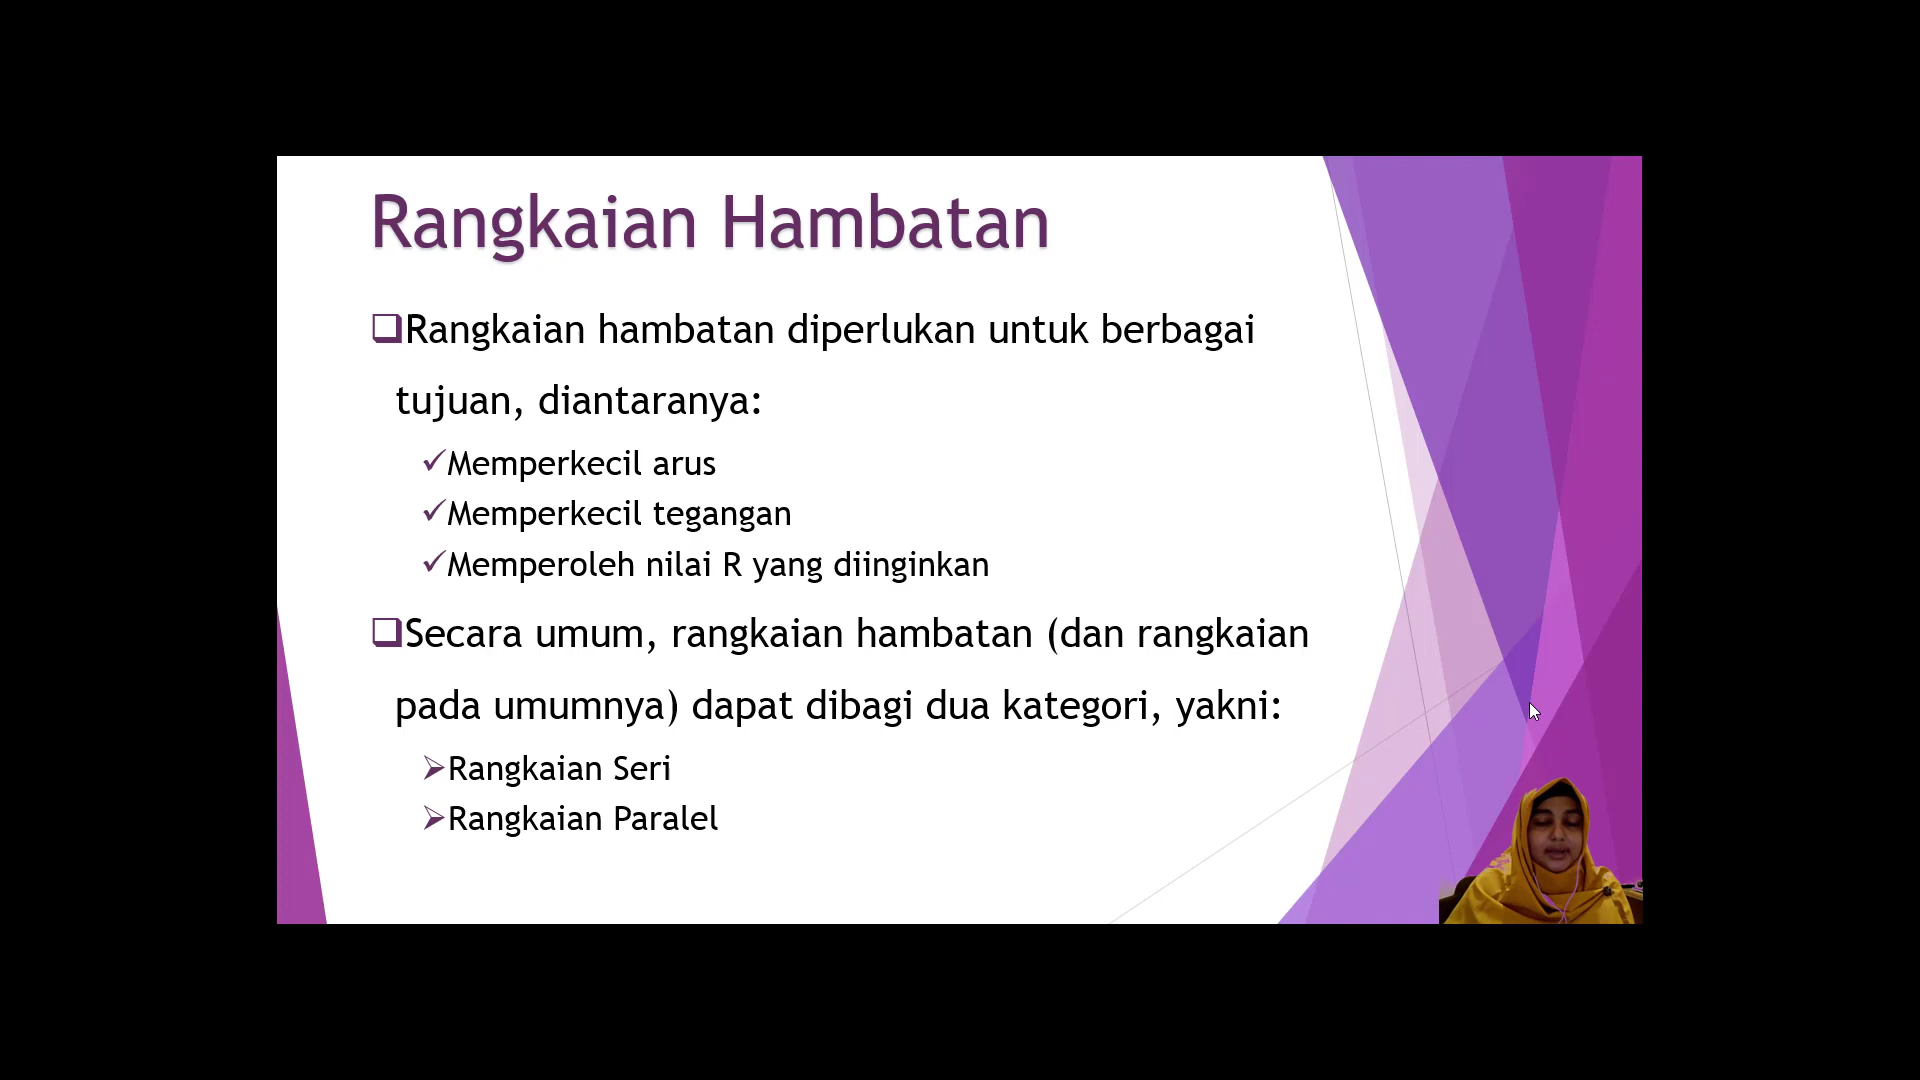 Rangkaian Hambatan
Rangkaian hambatan diperlukan untuk berbagai
tujuan, diantaranya:
Memperkecil arus
Memperkecil tegangan
Memperoleh nilai R yang diinginkan
Secara umum, rangkaian hambatan (dan rangkaian
pada umumnya) dapat dibagi dua kategori, yakni:
Rangkaian Seri
Rangkaian Paralel